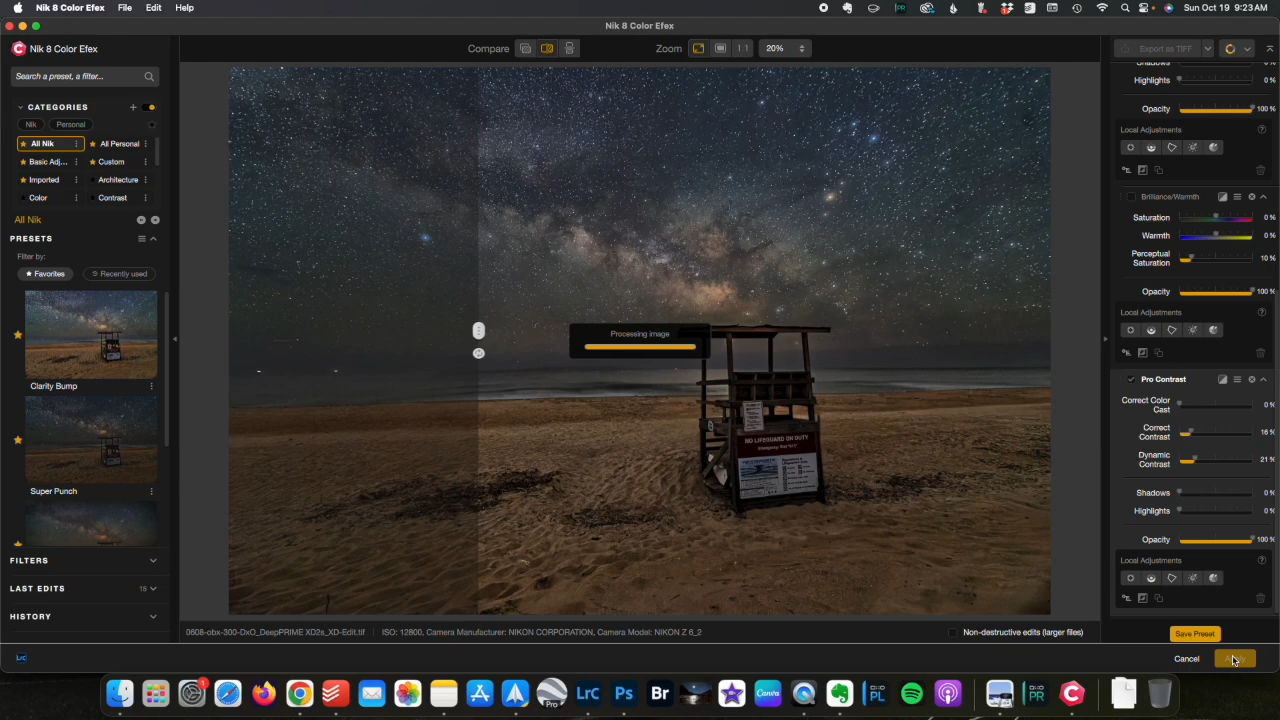 Nik 8 Color Efex File Edit Help
Sun Oct 19 9:23 AM
Nik 8 Color Efex
Nik 8 Color Efex
Compare
Zoom
1:1
20%
Export as TIFF
Search a preset, a filter...
CATEGORIES
Nik
Personal
All Nik
All Personal
Basic Adj...
Custom
Imported
Architecture
Color
Contrast
All Nik
PRESETS
Filter by:
Favorites
Recently used
Clarity Bump
Super Punch
FILTERS
LAST EDITS 15
HISTORY
Processing image
NO LIFEGUARD ON DUTY
Shadows
Highlights 0 %
Opacity 100 %
Local Adjustments
Brilliance/Warmth
Saturation 0 %
Warmth 0 %
Perceptual
Saturation 10 %
Opacity 100 %
Local Adjustments
Pro Contrast
Correct Color
Cast 0 %
Correct
Contrast 16 %
Dynamic
Contrast 21 %
Shadows 0 %
Highlights 0 %
Opacity 100 %
Local Adjustments
0608-obx-300-DxO_DeepPRIME XD2s_XD-Edit.tif
ISO: 12800, Camera Manufacturer: NIKON CORPORATION, Camera Model: NIKON Z 6_2
Non-destructive edits (larger files)
Save Preset
LrC
Cancel
1
Pro
Lrc
Ps
Br
Canva
PL
PR